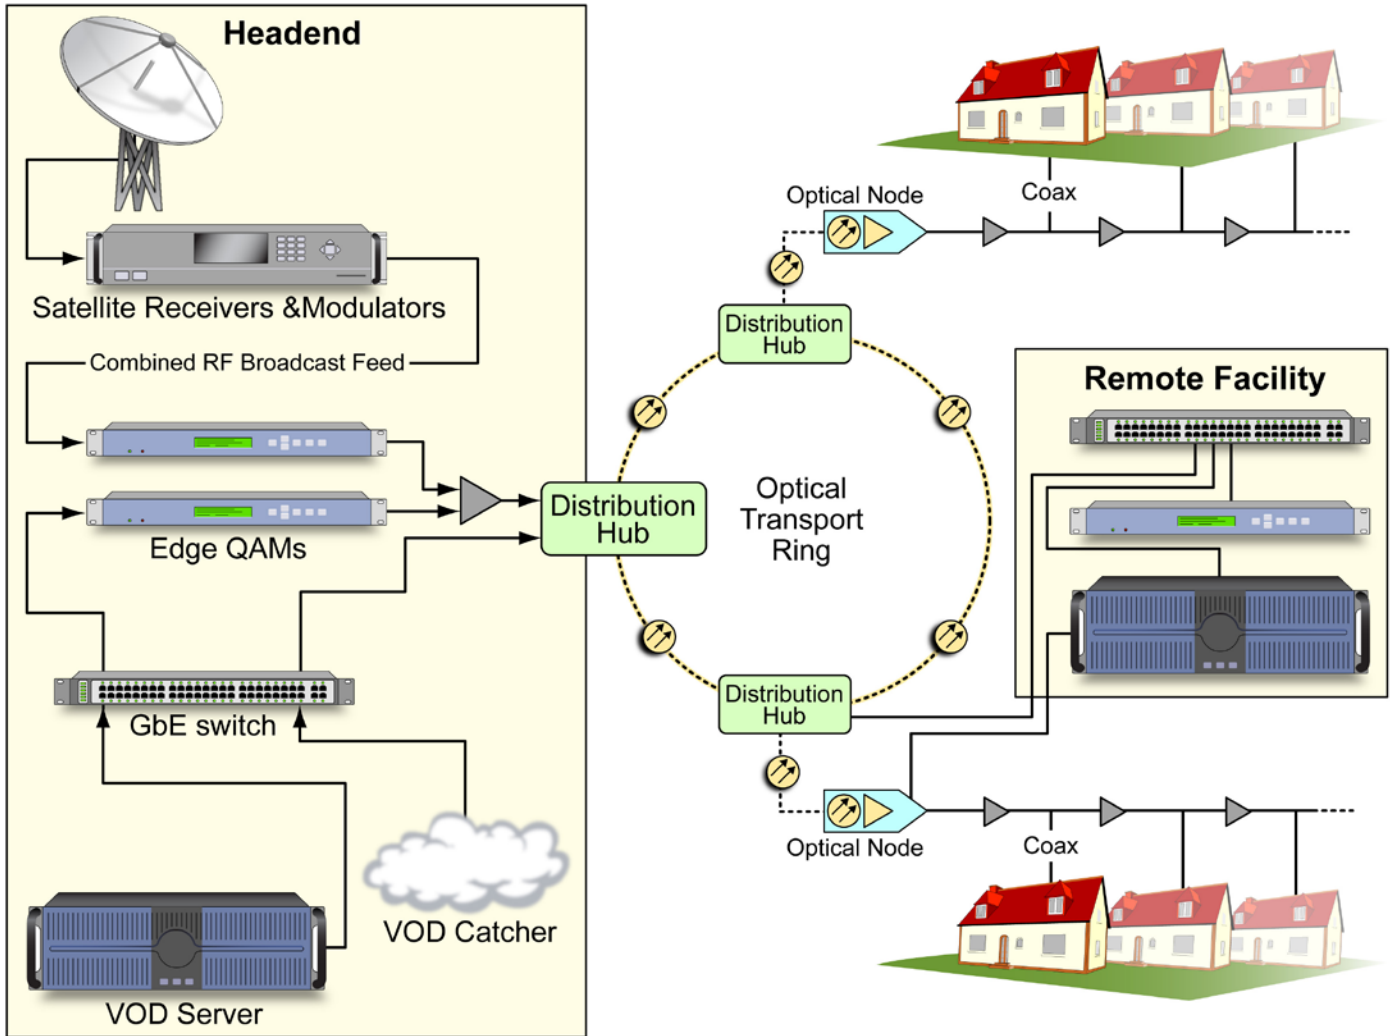 Headend
Satellite Receivers &Modulators
Combined RF Broadcast Feed
Edge QAMs
GbE switch
VOD Catcher
VOD Server
Distribution
Hub
Optical
Transport
Ring
Distribution
Hub
Optical Node
Coax
Remote Facility
Distribution
Hub
Optical Node
Coax